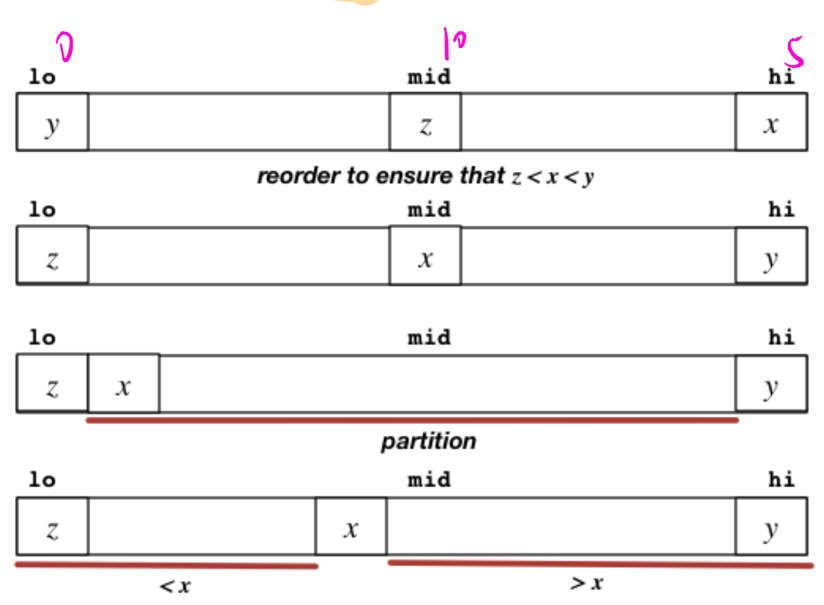 0 10 5
lo mid hi
y z x
reorder to ensure that z < x < y
lo mid hi
z x y
lo mid hi
z x y
partition
lo mid hi
z x y
< x > x